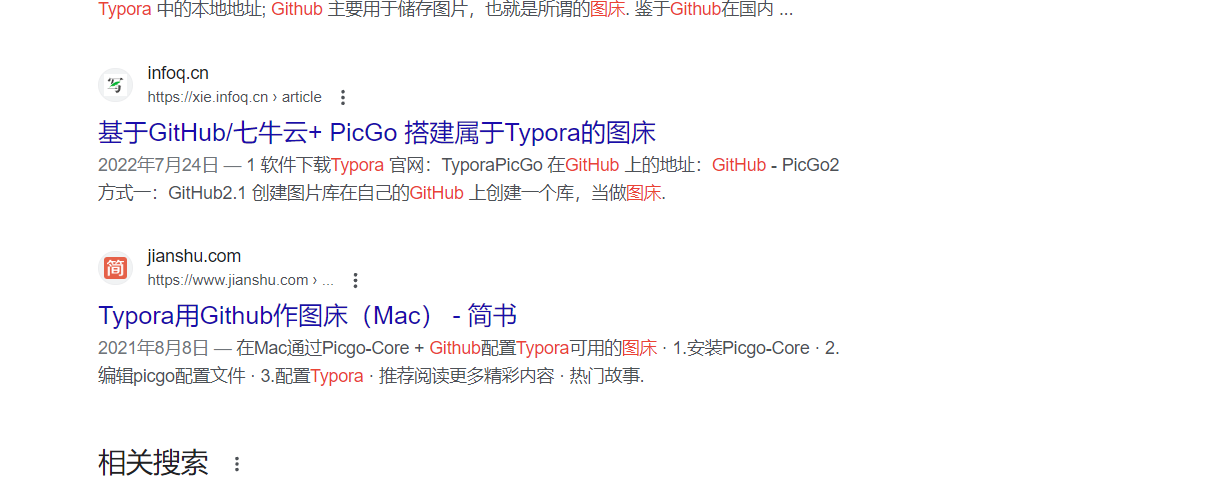 Typora 中的本地地址; Github 主要用于储存图片，也就是所谓的图床. 鉴于Github在国内 ...
写
infoq.cn
https://xie.infoq.cn › article
基于GitHub/七牛云+ PicGo 搭建属于Typora的图床
2022年7月24日 — 1 软件下载Typora 官网：TyporaPicGo 在GitHub 上的地址：GitHub - PicGo2
方式一：GitHub2.1 创建图片库在自己的GitHub 上创建一个库，当做图床.
简
jianshu.com
https://www.jianshu.com › ...
Typora用Github作图床（Mac） - 简书
2021年8月8日 — 在Mac通过Picgo-Core + Github配置Typora可用的图床 · 1.安装Picgo-Core · 2.
编辑picgo配置文件 · 3.配置Typora · 推荐阅读更多精彩内容 · 热门故事.
相关搜索